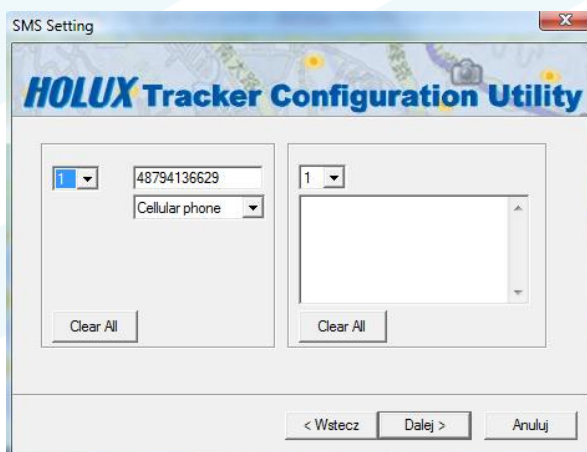 SMS Setting
HOLUX Tracker Configuration Utility
1
48794136629
Cellular phone
Clear All
1
Clear All
< Wstecz
Dalej >
Anuluj